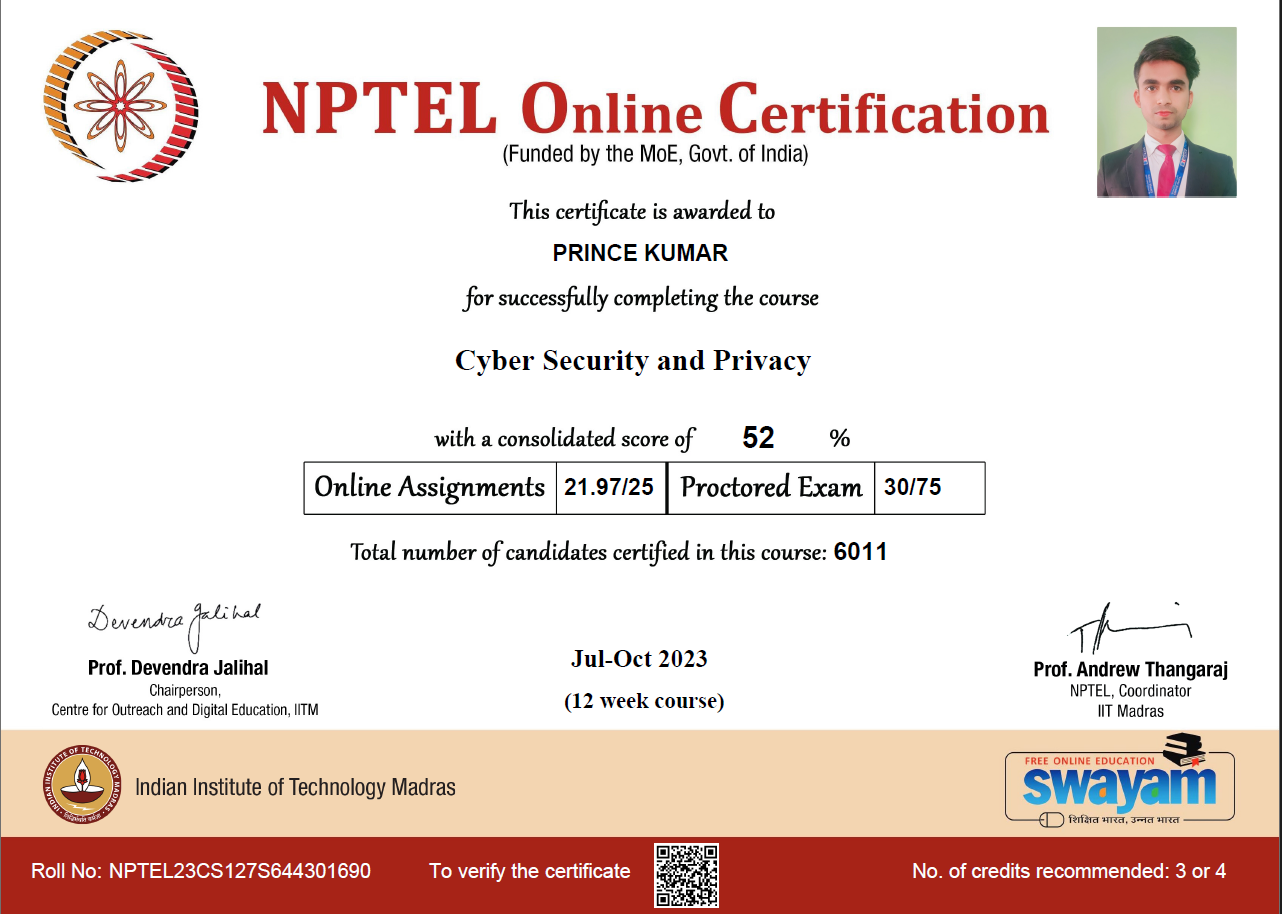 NPTEL Online Certification
(Funded by the MoE, Govt. of India)
This certificate is awarded to
PRINCE KUMAR
for successfully completing the course
Cyber Security and Privacy
with a consolidated score of 52 %
Online Assignments 21.97/25 Proctored Exam 30/75
Total number of candidates certified in this course: 6011
Devendra Jalihal
Prof. Devendra Jalihal
Chairperson,
Centre for Outreach and Digital Education, IITM
Jul-Oct 2023
(12 week course)
Prof. Andrew Thangaraj
NPTEL, Coordinator
IIT Madras
INDIAN INSTITUTE OF TECHNOLOGY MADRAS
Indian Institute of Technology Madras
FREE ONLINE EDUCATION
swayam
शिक्षित भारत, उन्नत भारत
Roll No: NPTEL23CS127S644301690
To verify the certificate
No. of credits recommended: 3 or 4